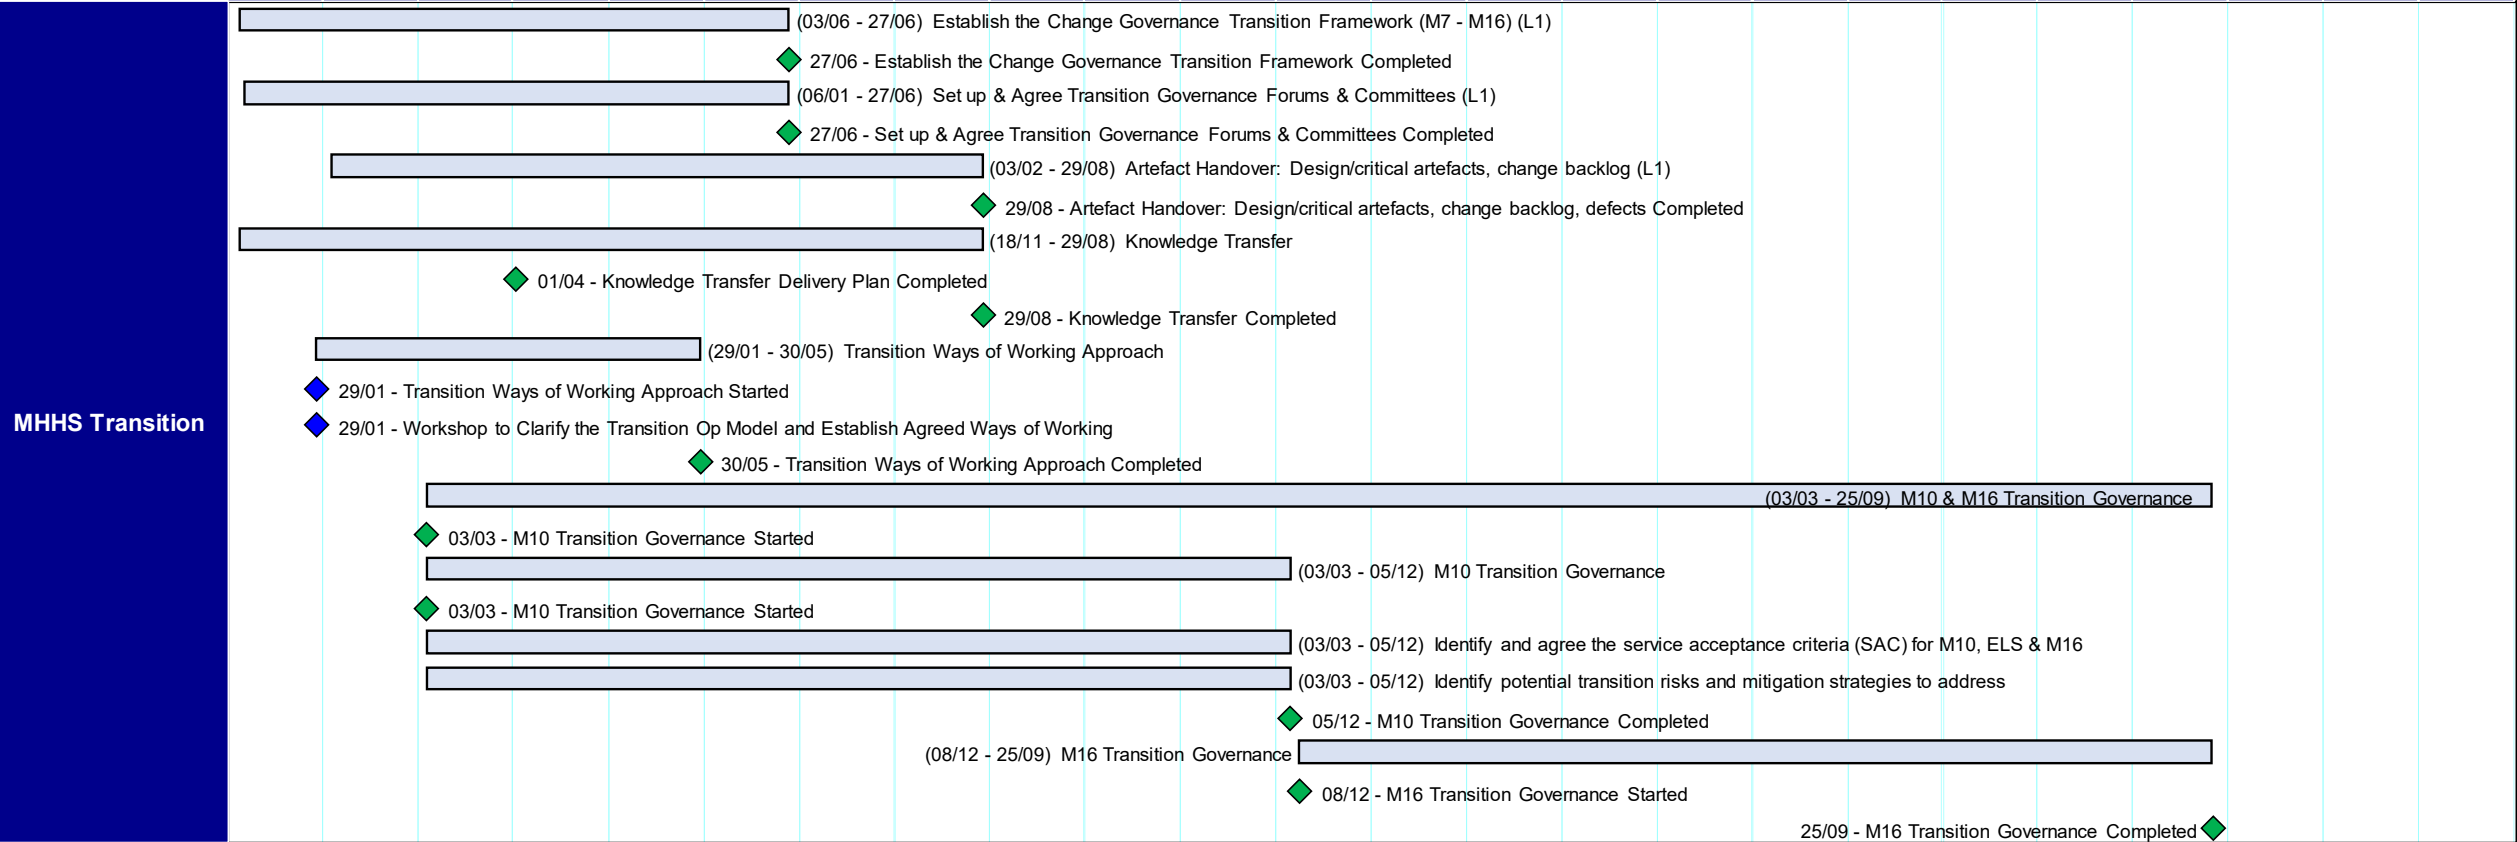 (03/06 - 27/06) Establish the Change Governance Transition Framework (M7 - M16) (L1)
27/06 - Establish the Change Governance Transition Framework Completed
(06/01 - 27/06) Set up & Agree Transition Governance Forums & Committees (L1)
27/06 - Set up & Agree Transition Governance Forums & Committees Completed
(03/02 - 29/08) Artefact Handover: Design/critical artefacts, change backlog (L1)
29/08 - Artefact Handover: Design/critical artefacts, change backlog, defects Completed
(18/11 - 29/08) Knowledge Transfer
01/04 - Knowledge Transfer Delivery Plan Completed
29/08 - Knowledge Transfer Completed
(29/01 - 30/05) Transition Ways of Working Approach
29/01 - Transition Ways of Working Approach Started
MHHS Transition
29/01 - Workshop to Clarify the Transition Op Model and Establish Agreed Ways of Working
30/05 - Transition Ways of Working Approach Completed
(03/03 - 25/09) M10 & M16 Transition Governance
03/03 - M10 Transition Governance Started
(03/03 - 05/12) M10 Transition Governance
03/03 - M10 Transition Governance Started
(03/03 - 05/12) Identify and agree the service acceptance criteria (SAC) for M10, ELS & M16
(03/03 - 05/12) Identify potential transition risks and mitigation strategies to address
05/12 - M10 Transition Governance Completed
(08/12 - 25/09) M16 Transition Governance
08/12 - M16 Transition Governance Started
25/09 - M16 Transition Governance Completed